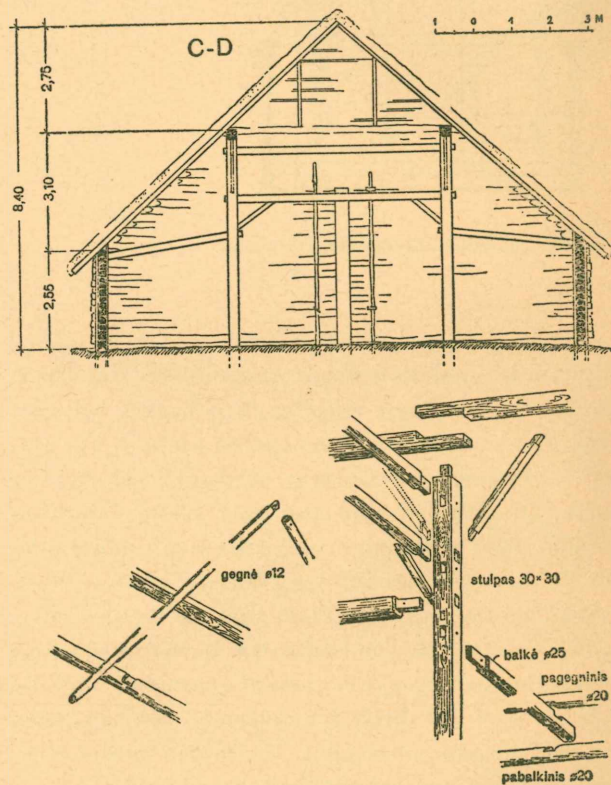 C-D
1 0 1 2 3 M
2,75
3,10
8,40
2,55
gegnė ø12
stulpas 30×30
balkė ø25
pagegninis
ø20
pabalkinis ø20